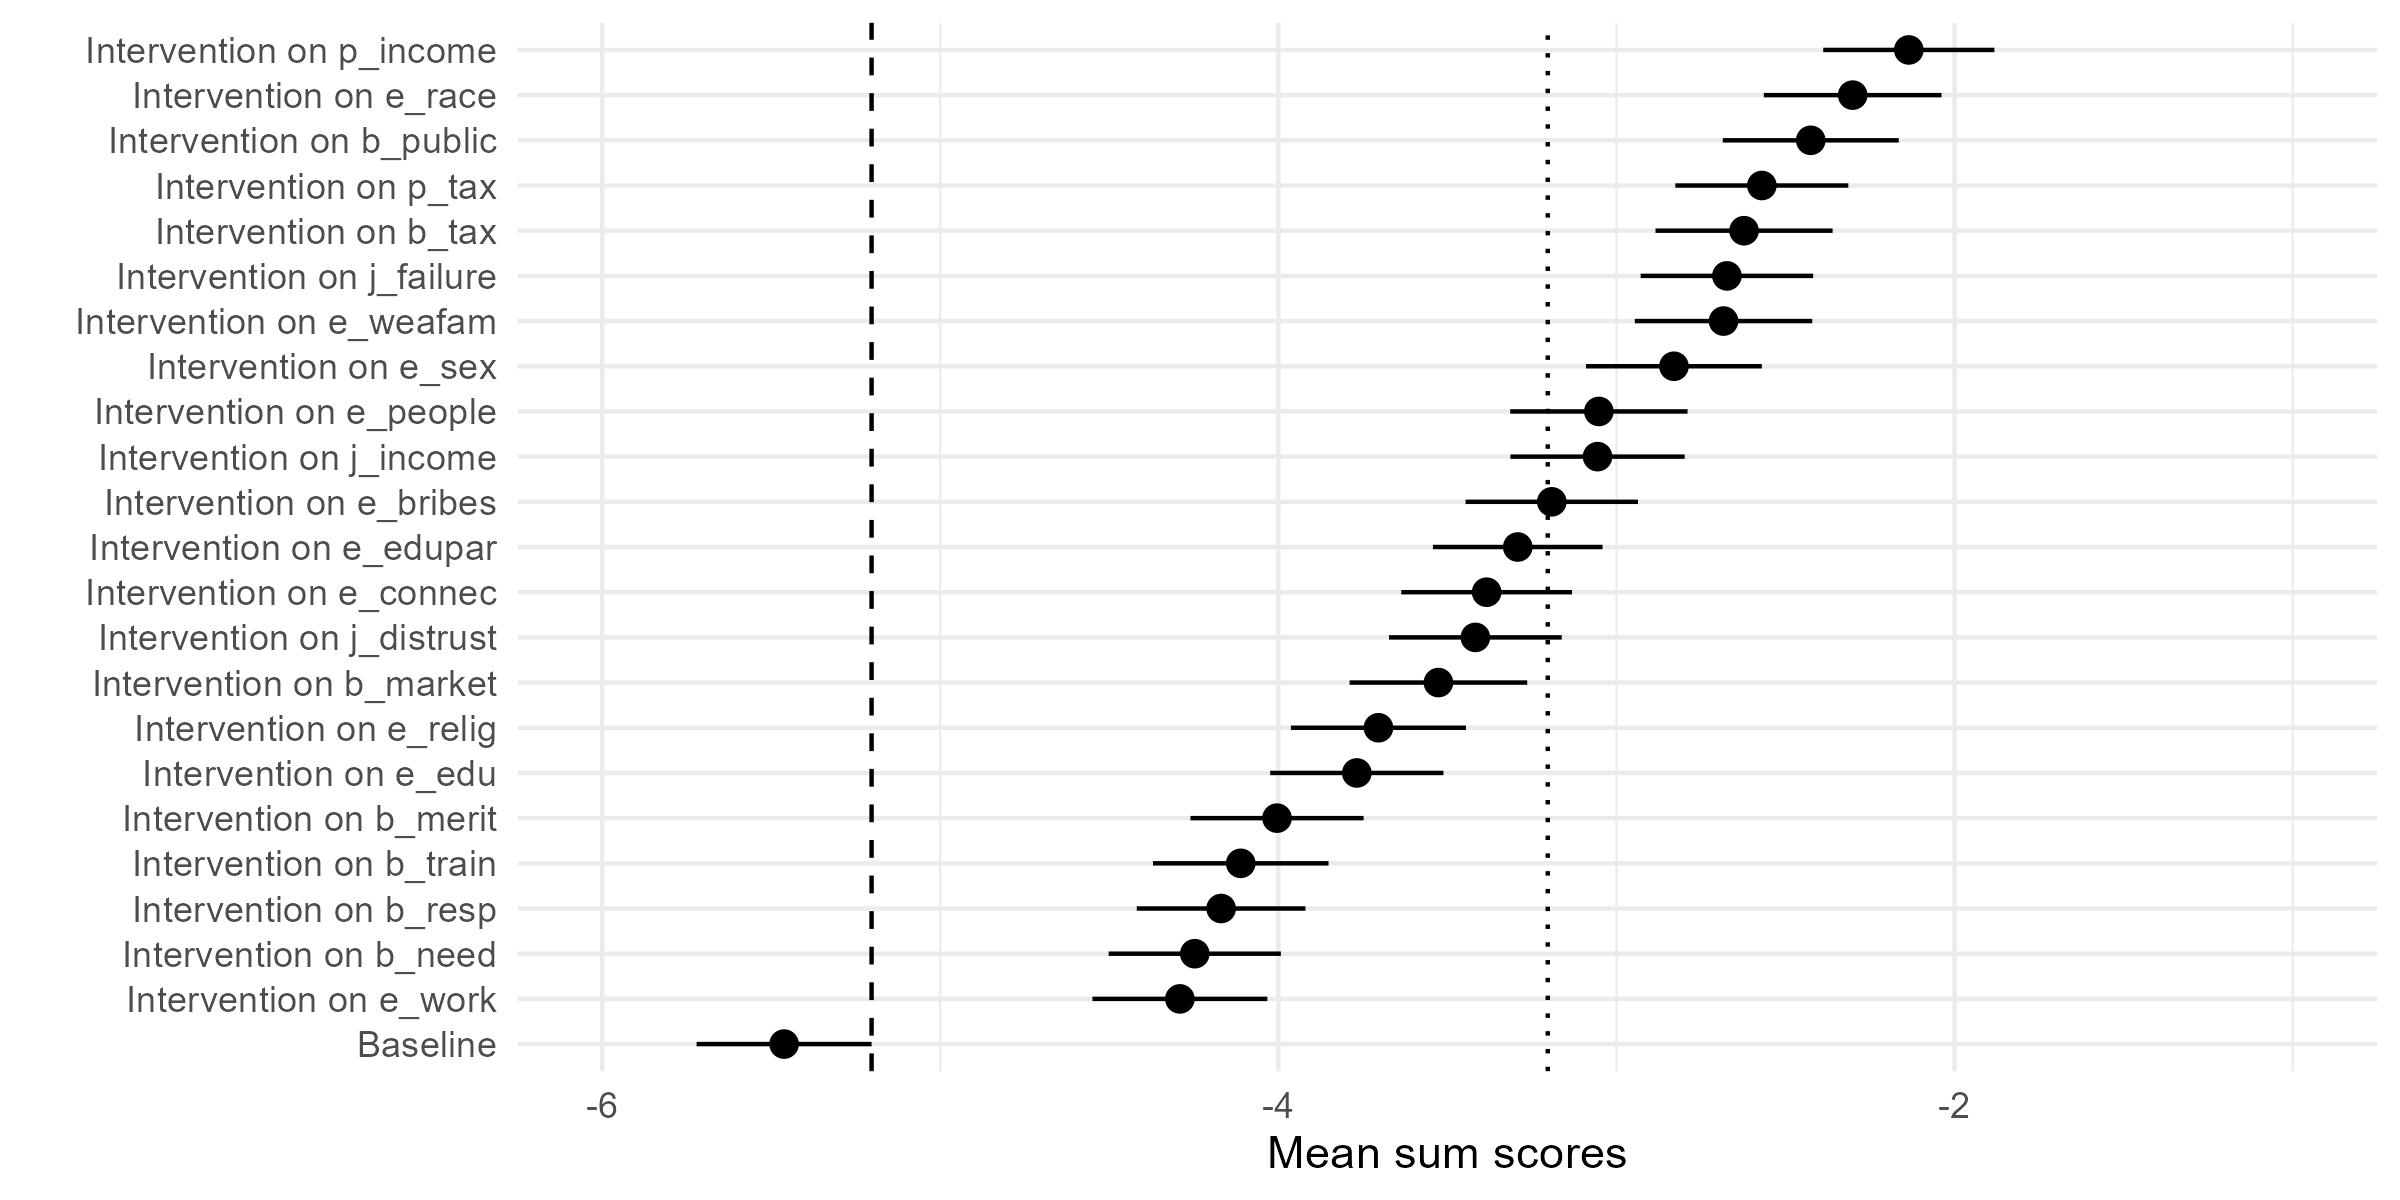 Intervention on p_income
Intervention on e_race
Intervention on b_public
Intervention on p_tax
Intervention on b_tax
Intervention on j_failure
Intervention on e_weafam
Intervention on e_sex
Intervention on e_people
Intervention on j_income
Intervention on e_bribes
Intervention on e_edupar
Intervention on e_connec
Intervention on j_distrust
Intervention on b_market
Intervention on e_relig
Intervention on e_edu
Intervention on b_merit
Intervention on b_train
Intervention on b_resp
Intervention on b_need
Intervention on e_work
Baseline
-6 -4 -2
Mean sum scores